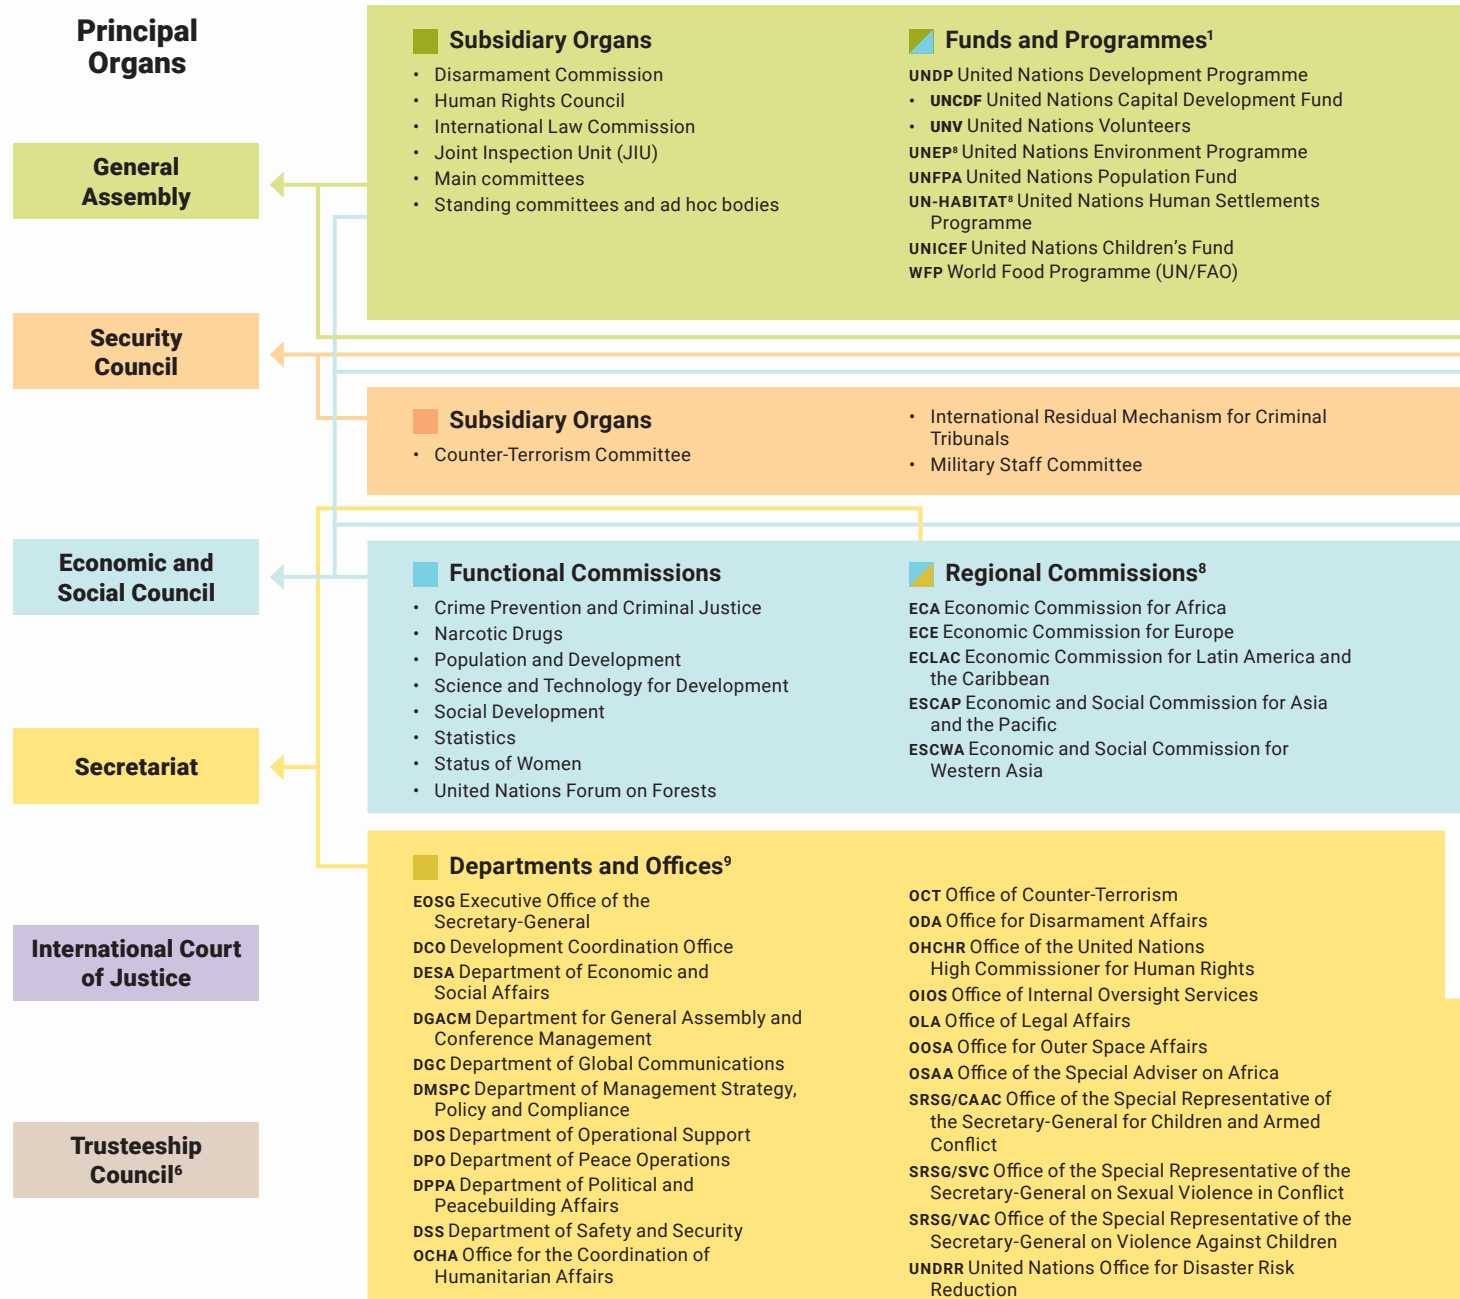 Principal
Organs
General
Assembly
Security
Council
Economic and
Social Council
Secretariat
International Court
of Justice
Trusteeship
Council⁶
Subsidiary Organs
• Disarmament Commission
• Human Rights Council
• International Law Commission
• Joint Inspection Unit (JIU)
• Main committees
• Standing committees and ad hoc bodies
Funds and Programmes¹
UNDP United Nations Development Programme
• UNCDF United Nations Capital Development Fund
• UNV United Nations Volunteers
UNEP⁸ United Nations Environment Programme
UNFPA United Nations Population Fund
UN-HABITAT⁸ United Nations Human Settlements
Programme
UNICEF United Nations Children's Fund
WFP World Food Programme (UN/FAO)
Subsidiary Organs
• Counter-Terrorism Committee
• International Residual Mechanism for Criminal
Tribunals
• Military Staff Committee
Functional Commissions
• Crime Prevention and Criminal Justice
• Narcotic Drugs
• Population and Development
• Science and Technology for Development
• Social Development
• Statistics
• Status of Women
• United Nations Forum on Forests
Regional Commissions⁸
ECA Economic Commission for Africa
ECE Economic Commission for Europe
ECLAC Economic Commission for Latin America and
the Caribbean
ESCAP Economic and Social Commission for Asia
and the Pacific
ESCWA Economic and Social Commission for
Western Asia
Departments and Offices⁹
EOSG Executive Office of the
Secretary-General
DCO Development Coordination Office
DESA Department of Economic and
Social Affairs
DGACM Department for General Assembly and
Conference Management
DGC Department of Global Communications
DMSPC Department of Management Strategy,
Policy and Compliance
DOS Department of Operational Support
DPO Department of Peace Operations
DPPA Department of Political and
Peacebuilding Affairs
DSS Department of Safety and Security
OCHA Office for the Coordination of
Humanitarian Affairs
OCT Office of Counter-Terrorism
ODA Office for Disarmament Affairs
OHCHR Office of the United Nations
High Commissioner for Human Rights
OIOS Office of Internal Oversight Services
OLA Office of Legal Affairs
OOSA Office for Outer Space Affairs
OSAA Office of the Special Adviser on Africa
SRSG/CAAC Office of the Special Representative of
the Secretary-General for Children and Armed
Conflict
SRSG/SVC Office of the Special Representative of the
Secretary-General on Sexual Violence in Conflict
SRSG/VAC Office of the Special Representative of the
Secretary-General on Violence Against Children
UNDRR United Nations Office for Disaster Risk
Reduction